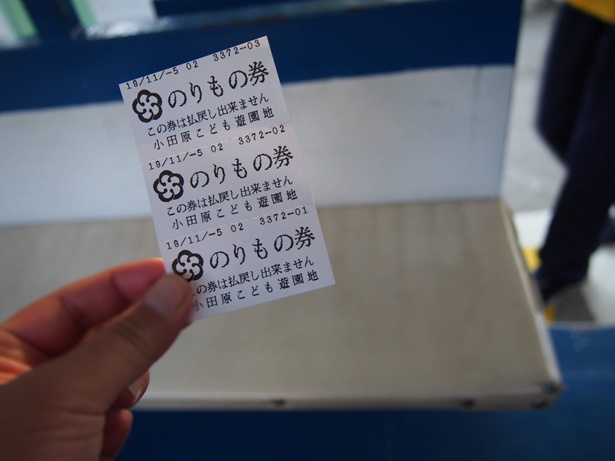 19/11/-5 02 3372-03
のりもの券
この券は払戻し出来ません
小田原こども遊園地
19/11/-5 02 3372-02
のりもの券
この券は払戻し出来ません
小田原こども遊園地
19/11/-5 02 3372-01
のりもの券
の券は払戻し出来ません
小田原こども遊園地